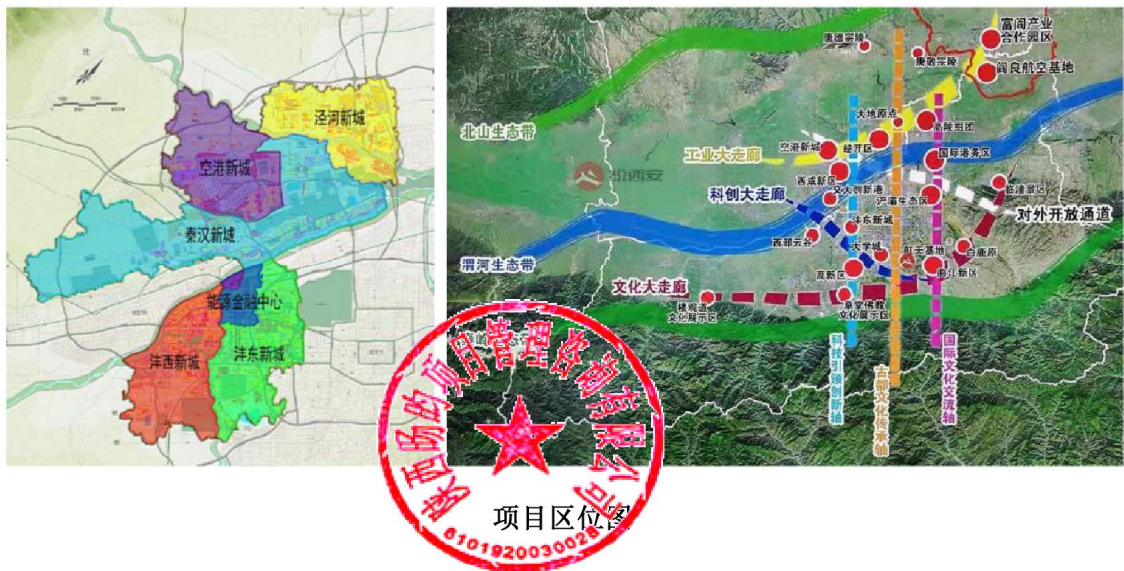 北
泾河新城
空港新城
秦汉新城
能源金融中心
沣西新城
沣东新城
富阎产业
合作园区
唐德宗陵
唐敬宗陵
阎良航空基地
大地原点
高陵组团
北山生态带
工业大走廊
空港新城
经开区
国际港务区
西咸新区
科创大走廊
交大创新港
浐灞生态区
临潼景区
对外开放通道
沣东新城
西部云谷
大学城
航天基地
白鹿原
渭河生态带
高新区
曲江新区
文化大走廊
楼观道
文化展示区
草堂佛教
文化展示区
科技引领创新轴
古都文化传承轴
国际文化交流轴
项目管理咨询有限公司
项目区位图
6101920030028